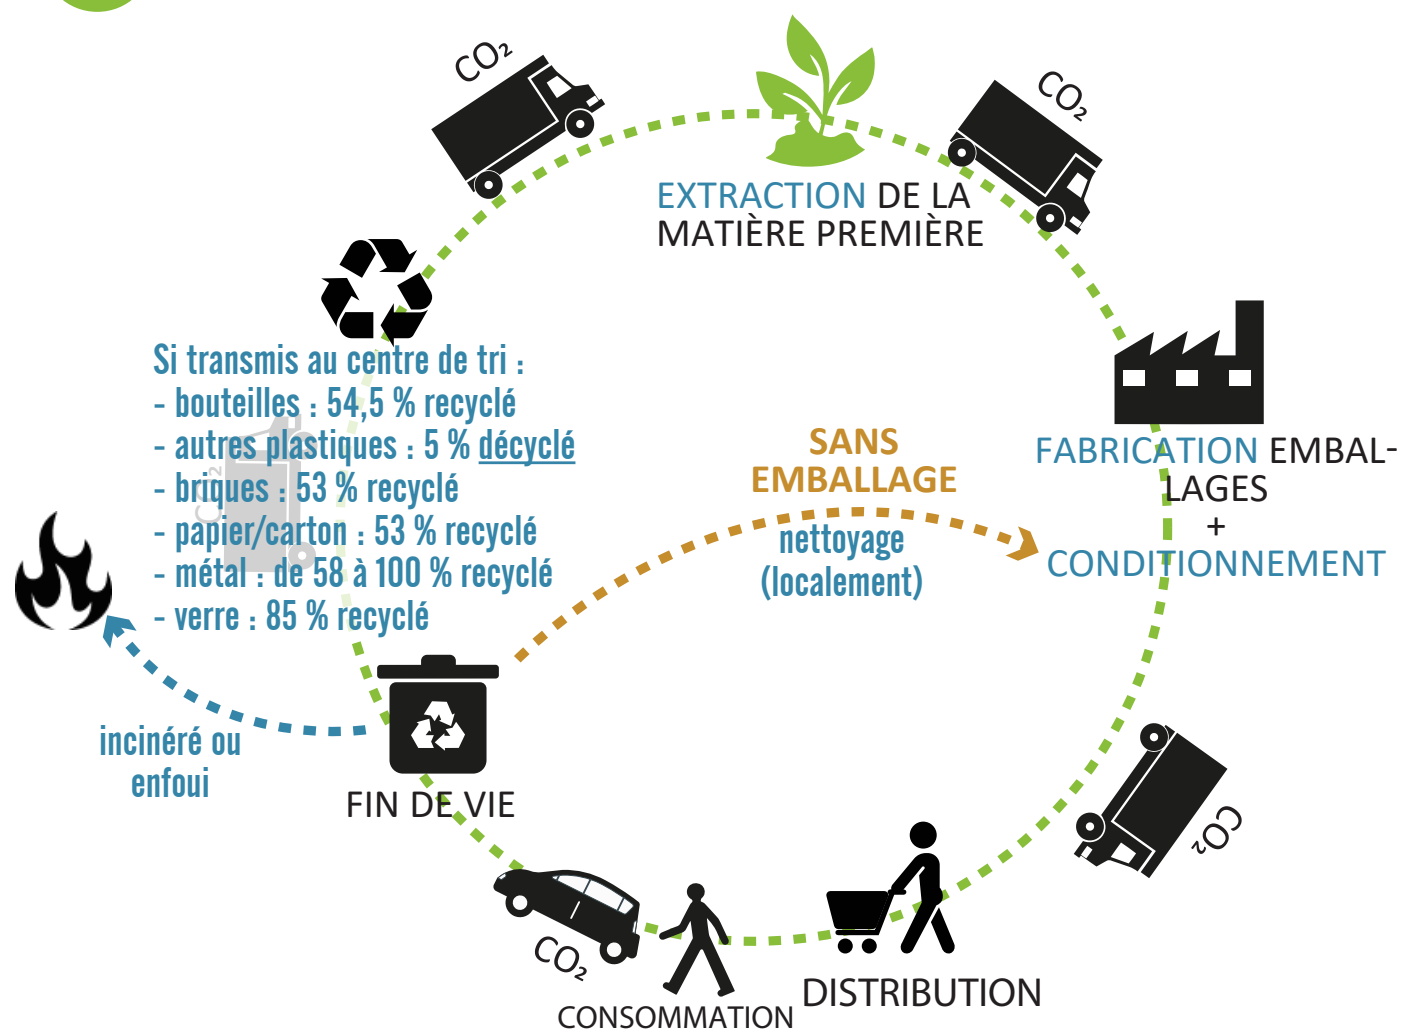 CO₂
CO₂
EXTRACTION DE LA
MATIÈRE PREMIÈRE
Si transmis au centre de tri :
- bouteilles : 54,5 % recyclé
- autres plastiques : 5 % décyclé
- briques : 53 % recyclé
- papier/carton : 53 % recyclé
- métal : de 58 à 100 % recyclé
- verre : 85 % recyclé
CO₂
SANS
EMBALLAGE
nettoyage
(localement)
FABRICATION EMBAL-
LAGES
+
CONDITIONNEMENT
incinéré ou
enfoui
FIN DE VIE
CO₂
CO₂
DISTRIBUTION
CONSOMMATION